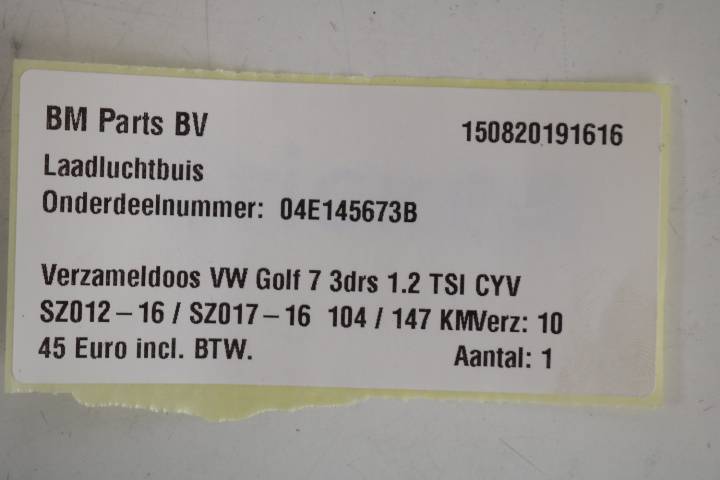 BM Parts BV 150820191616
Laadluchtbuis
Onderdeelnummer: 04E145673B
Verzameldoos VW Golf 7 3drs 1.2 TSI CYV
SZ012-16 / SZ017-16 104 / 147 KMVerz: 10
45 Euro incl. BTW. Aantal: 1